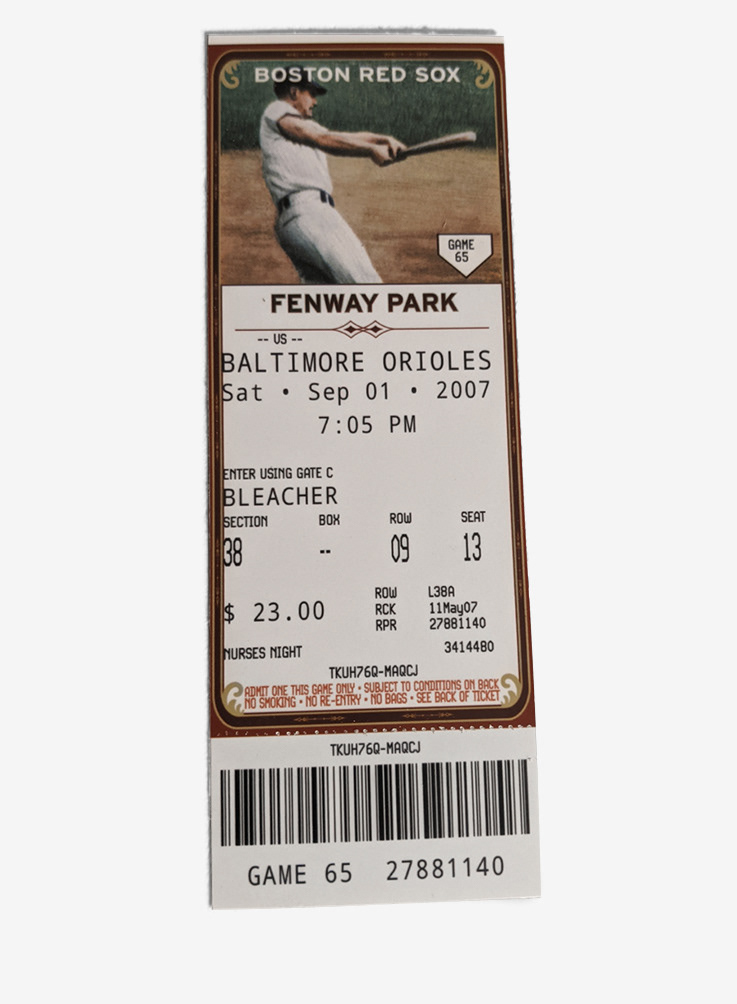 BOSTON RED SOX
GAME
65
FENWAY PARK
-- US --
BALTIMORE ORIOLES
Sat • Sep 01 • 2007
7:05 PM
ENTER USING GATE C
BLEACHER
SECTION BOX ROW SEAT
38 -- 09 13
$ 23.00
ROW L38A
RCK 11May07
RPR 27881140
NURSES NIGHT 3414480
TKUH76Q-MAQCJ
ADMIT ONE THIS GAME ONLY • SUBJECT TO CONDITIONS ON BACK
NO SMOKING • NO RE-ENTRY • NO BAGS • SEE BACK OF TICKET
TKUH76Q-MAQCJ
GAME 65 27881140